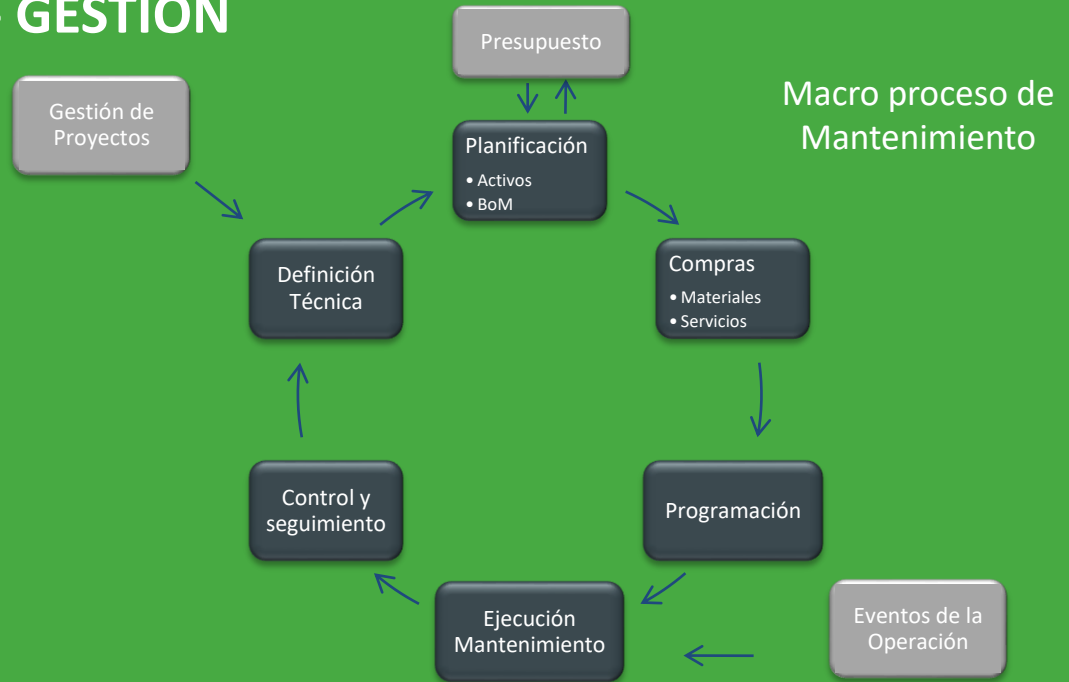 GESTIÓN
Presupuesto
Macro proceso de
Mantenimiento
Gestión de
Proyectos
Planificación
• Activos
• BoM
Definición
Técnica
Compras
• Materiales
• Servicios
Control y
seguimiento
Programación
Ejecución
Mantenimiento
Eventos de la
Operación